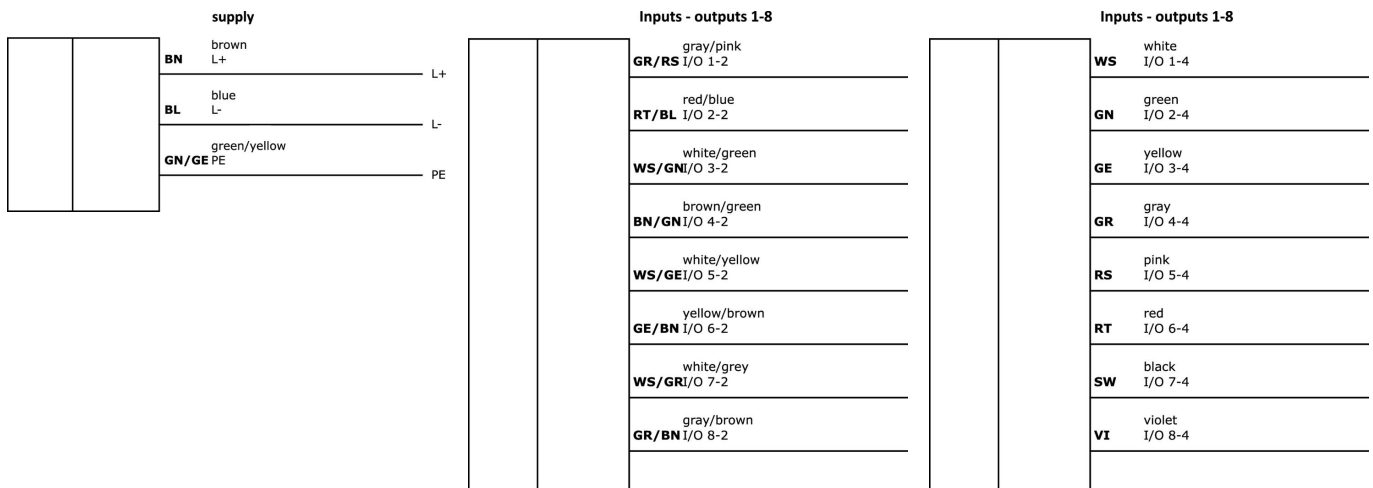 supply
brown
BN L+
L+
blue
BL L-
L-
green/yellow
GN/GE PE
PE
Inputs - outputs 1-8
gray/pink
GR/RS I/O 1-2
red/blue
RT/BL I/O 2-2
white/green
WS/GN I/O 3-2
brown/green
BN/GN I/O 4-2
white/yellow
WS/GE I/O 5-2
yellow/brown
GE/BN I/O 6-2
white/grey
WS/GR I/O 7-2
gray/brown
GR/BN I/O 8-2
Inputs - outputs 1-8
white
WS I/O 1-4
green
GN I/O 2-4
yellow
GE I/O 3-4
gray
GR I/O 4-4
pink
RS I/O 5-4
red
RT I/O 6-4
black
SW I/O 7-4
violet
VI I/O 8-4